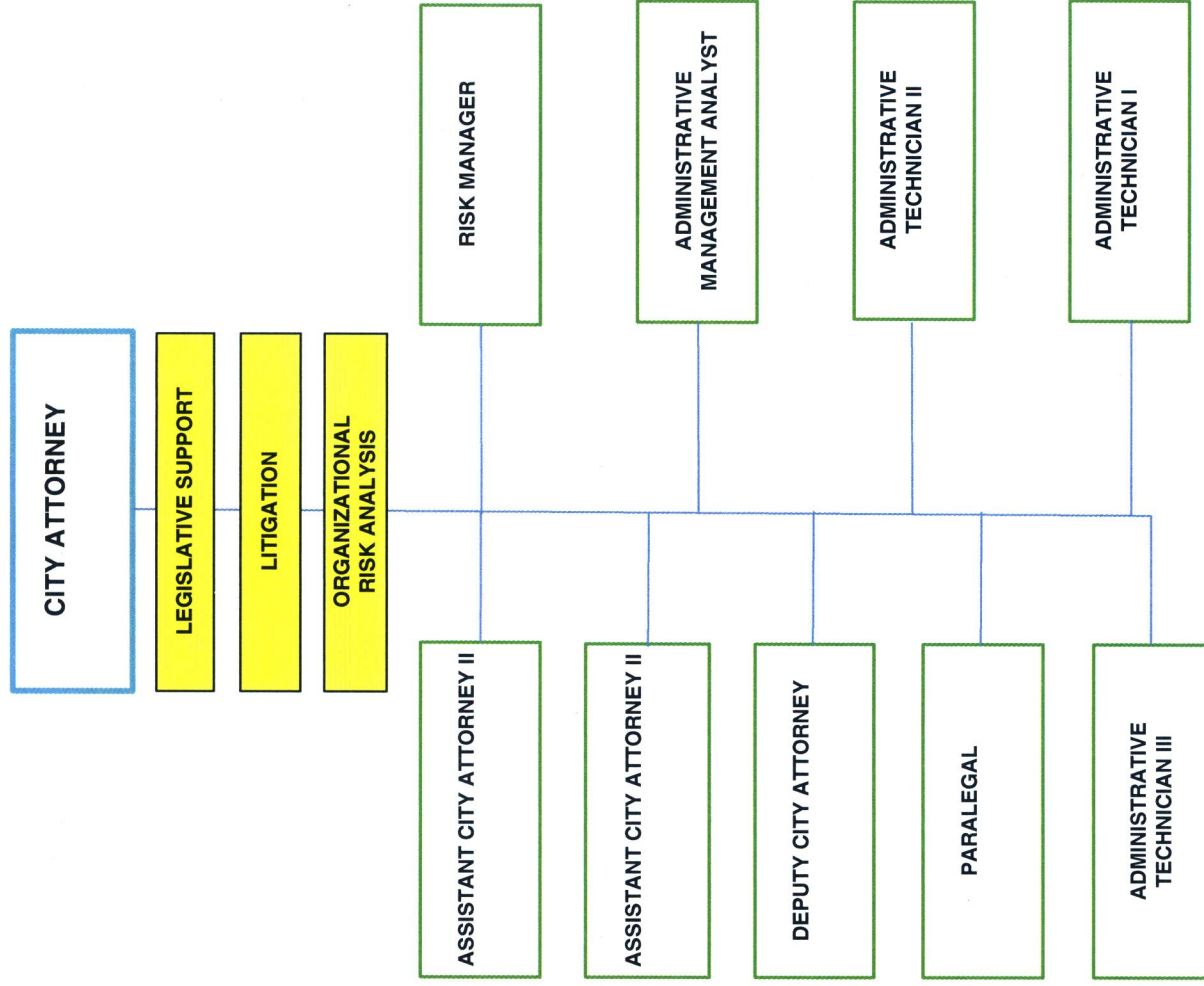 CITY ATTORNEY
LEGISLATIVE SUPPORT
LITIGATION
ORGANIZATIONAL
RISK ANALYSIS
ASSISTANT CITY ATTORNEY II
RISK MANAGER
ASSISTANT CITY ATTORNEY II
ADMINISTRATIVE
MANAGEMENT ANALYST
DEPUTY CITY ATTORNEY
ADMINISTRATIVE
TECHNICIAN II
PARALEGAL
ADMINISTRATIVE
TECHNICIAN I
ADMINISTRATIVE
TECHNICIAN III